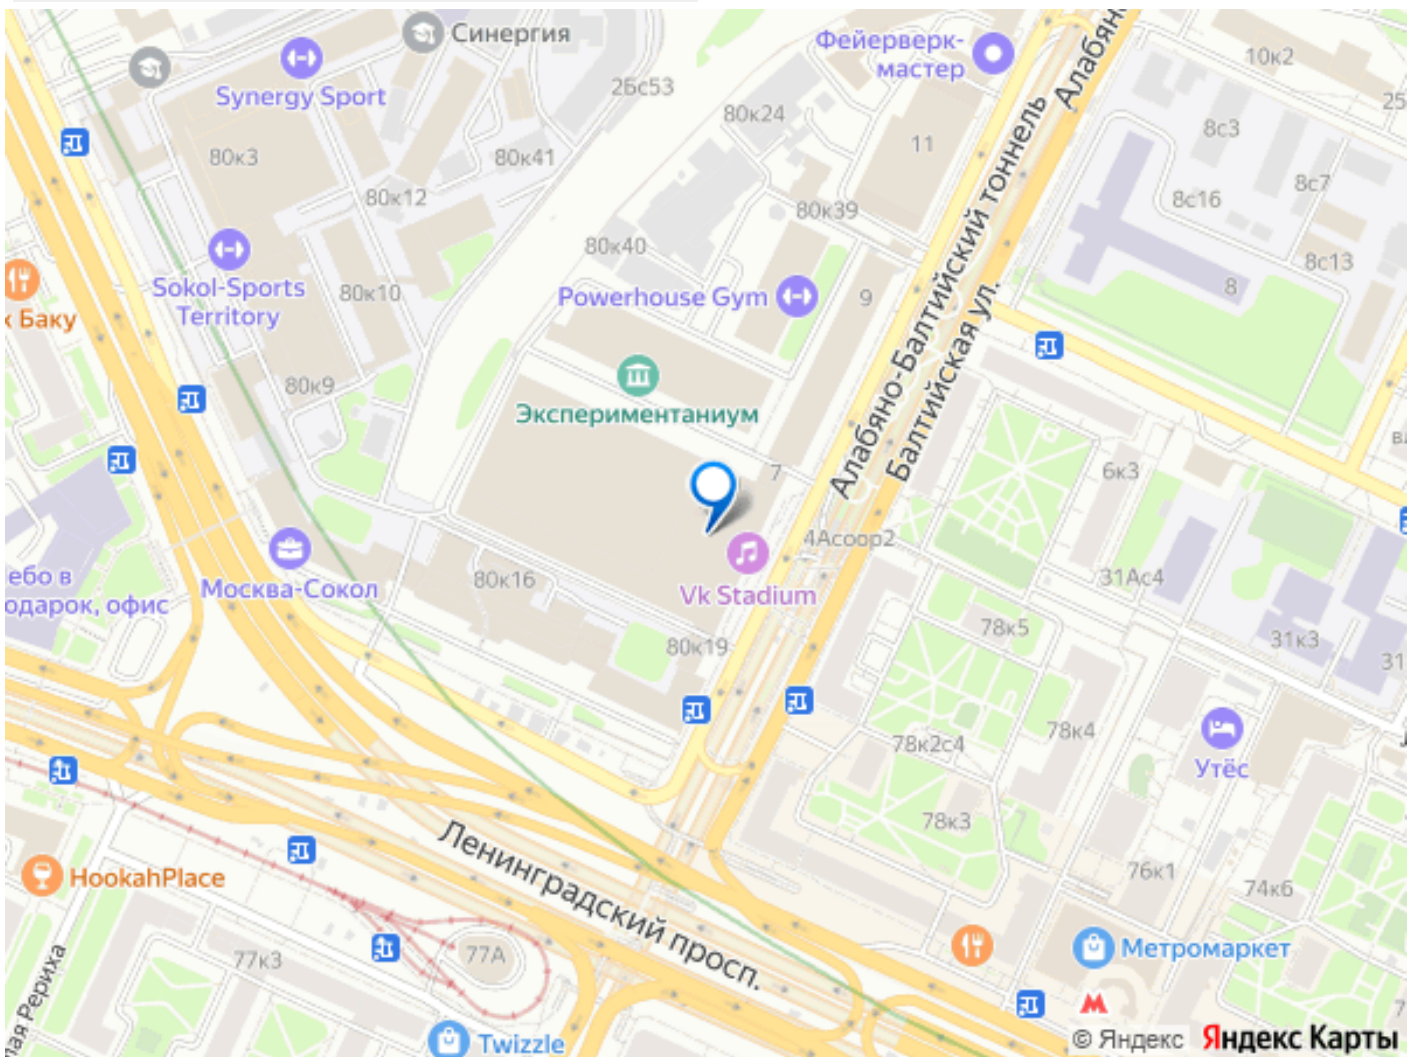 Синергия
Фейерверк-
мастер
Алабян
10к2
Synergy Sport
26с53
25
80к24
80к3
80к41
11
8с3
Алабяно-Балтийский тоннель
80к12
80к39
8с16
8с7
80к40
8с13
Sokol-Sports
Territory
80к10
Powerhouse Gym
9
8
Балтийская ул.
к Баку
80к9
Экспериментаниум
7
6к3
4Асоор2
ебо в
одарок, офис
Москва-Сокол
80к16
Vk Stadium
31Ас4
78к5
31к3
31
80к19
78к2с4
78к4
Утёс
78к3
Ленинградский просп.
HookahPlace
76к1
74к6
77к3
77А
Метромаркет
лая Рериха
7
Twizzle
© Яндекс Яндекс Карты